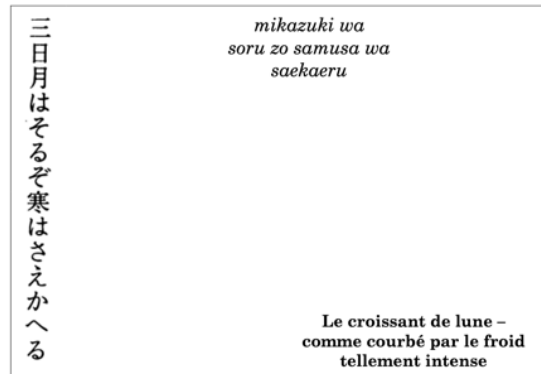 三日月はそるぞ寒はさえかへる
mikazuki wa
soru zo samusa wa
saekaeru
Le croissant de lune –
comme courbé par le froid
tellement intense